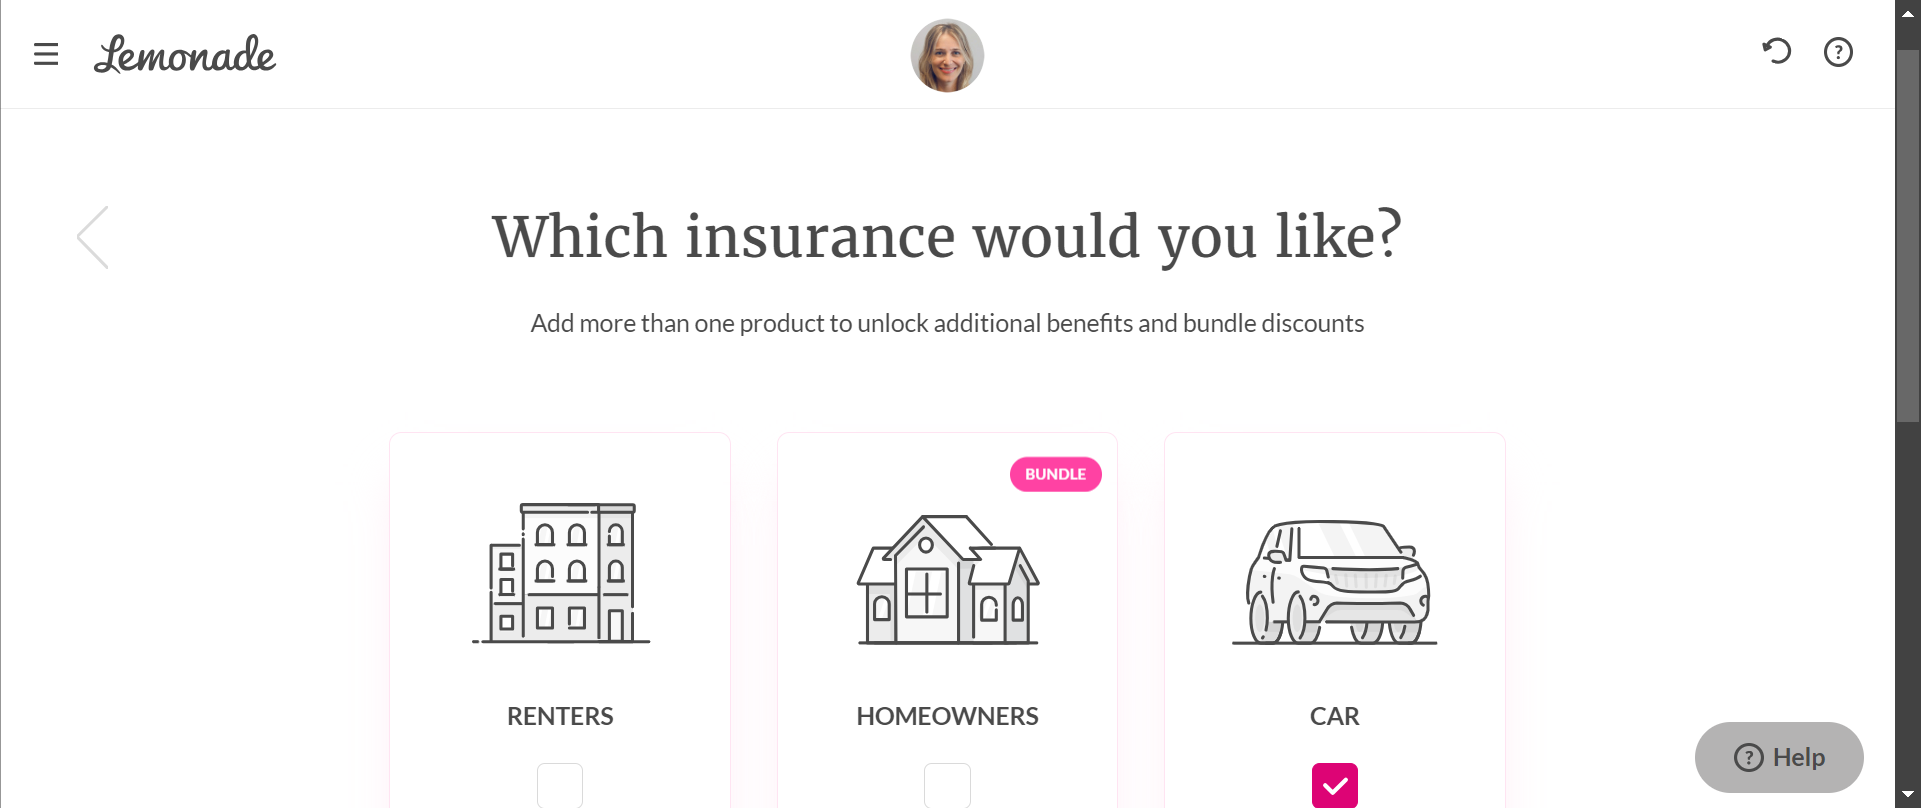 Lemonade
Which insurance would you like?
Add more than one product to unlock additional benefits and bundle discounts
BUNDLE
RENTERS
HOMEOWNERS
CAR
? Help